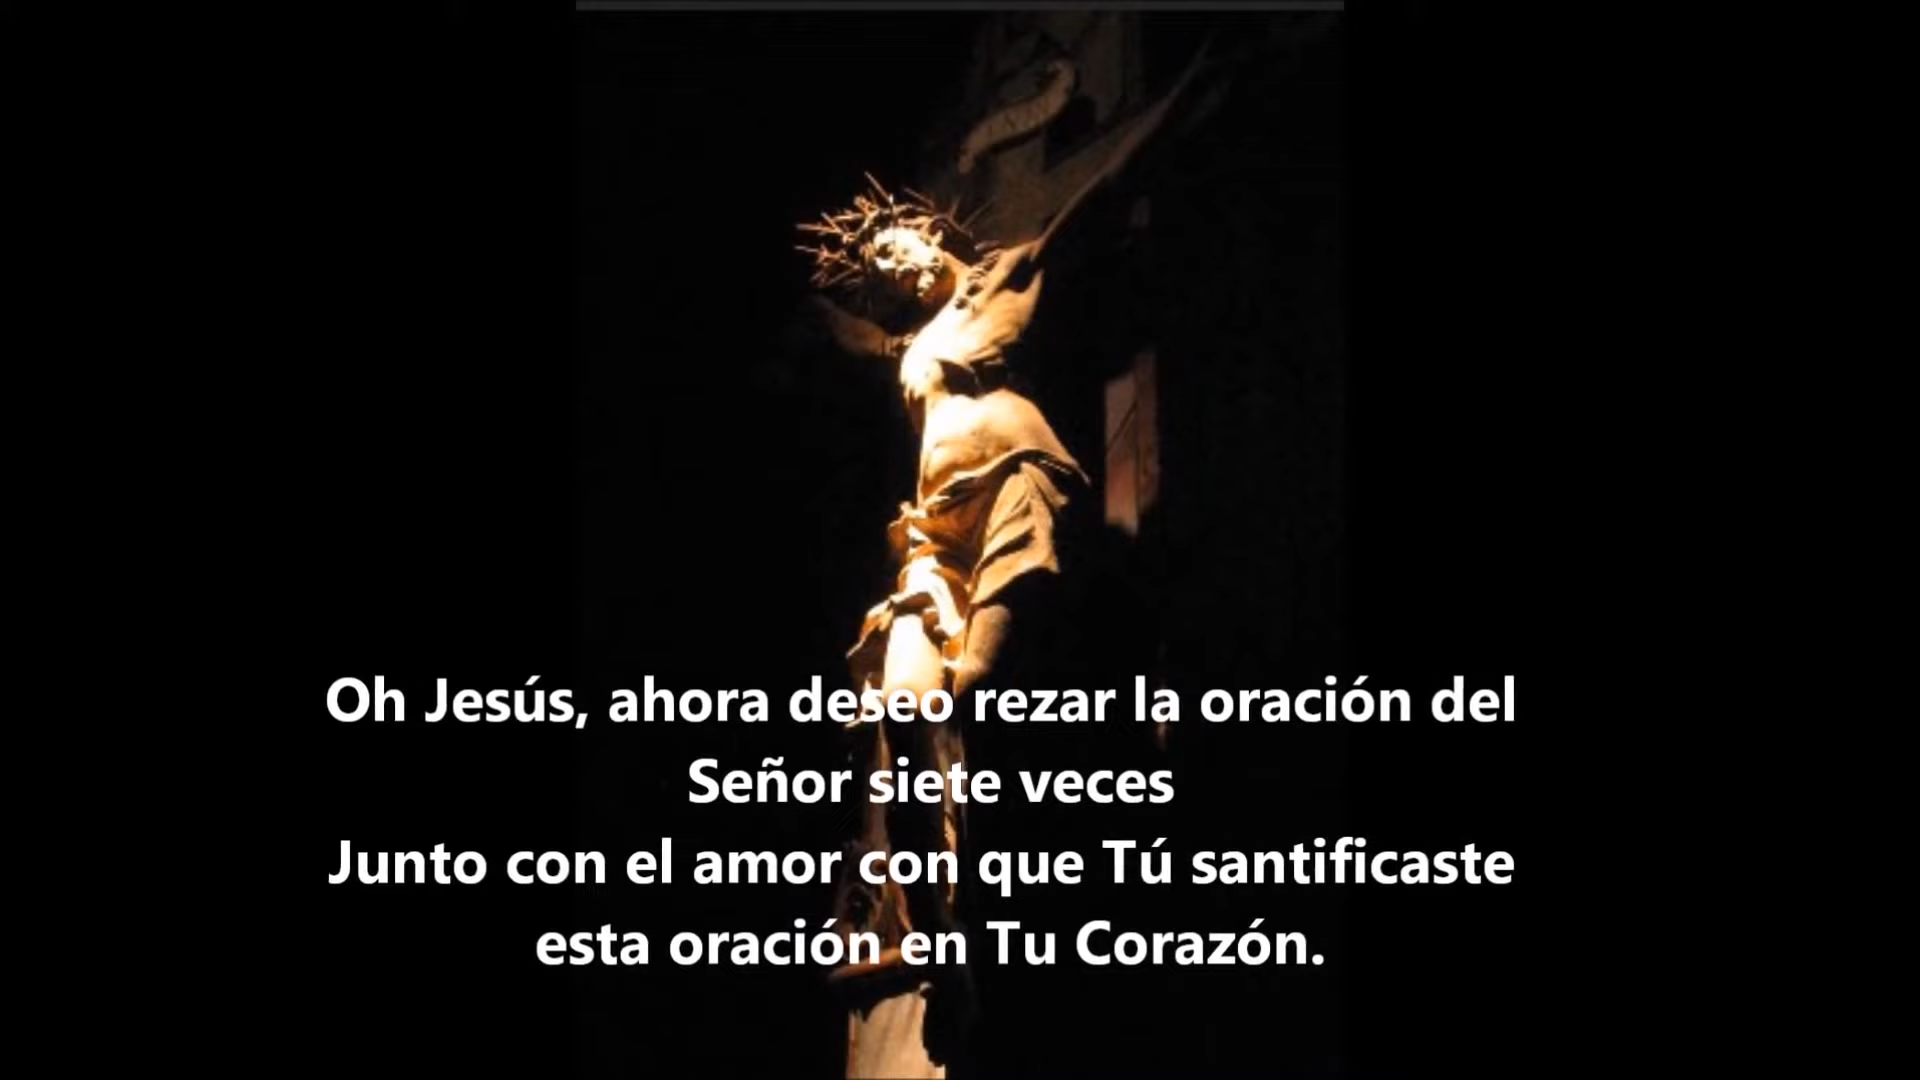 Oh Jesús, ahora deseo rezar la oración del
Señor siete veces
Junto con el amor con que Tú santificaste
esta oración en Tu Corazón.